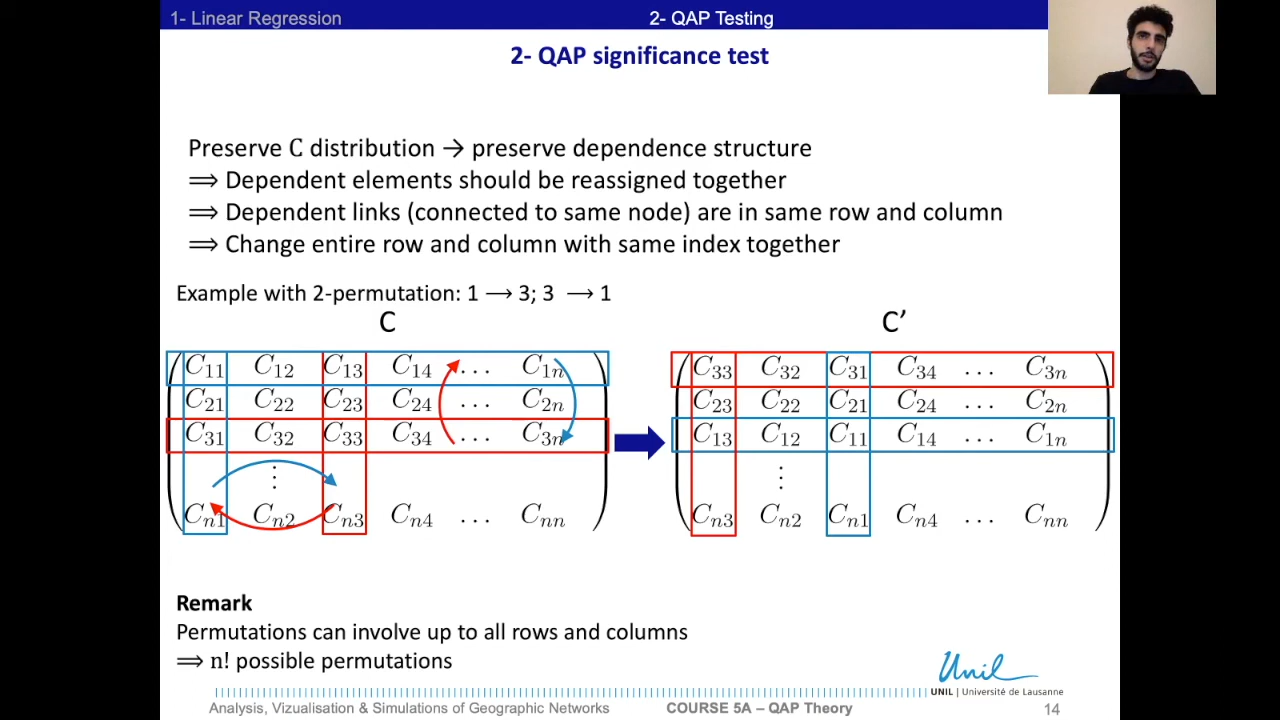 1- Linear Regression 2- QAP Testing
2- QAP significance test
Preserve C distribution → preserve dependence structure
⟹ Dependent elements should be reassigned together
⟹ Dependent links (connected to same node) are in same row and column
⟹ Change entire row and column with same index together
Example with 2-permutation: 1 ⟶ 3; 3 ⟶ 1
C
C11 C12 C13 C14 ... C1n
C21 C22 C23 C24 ... C2n
C31 C32 C33 C34 ... C3n
⋮
Cn1 Cn2 Cn3 Cn4 ... Cnn
C’
C33 C32 C31 C34 ... C3n
C23 C22 C21 C24 ... C2n
C13 C12 C11 C14 ... C1n
⋮
Cn3 Cn2 Cn1 Cn4 ... Cnn
Remark
Permutations can involve up to all rows and columns
⟹ n! possible permutations
Unil
UNIL | Université de Lausanne
Analysis, Vizualisation & Simulations of Geographic Networks COURSE 5A – QAP Theory 14